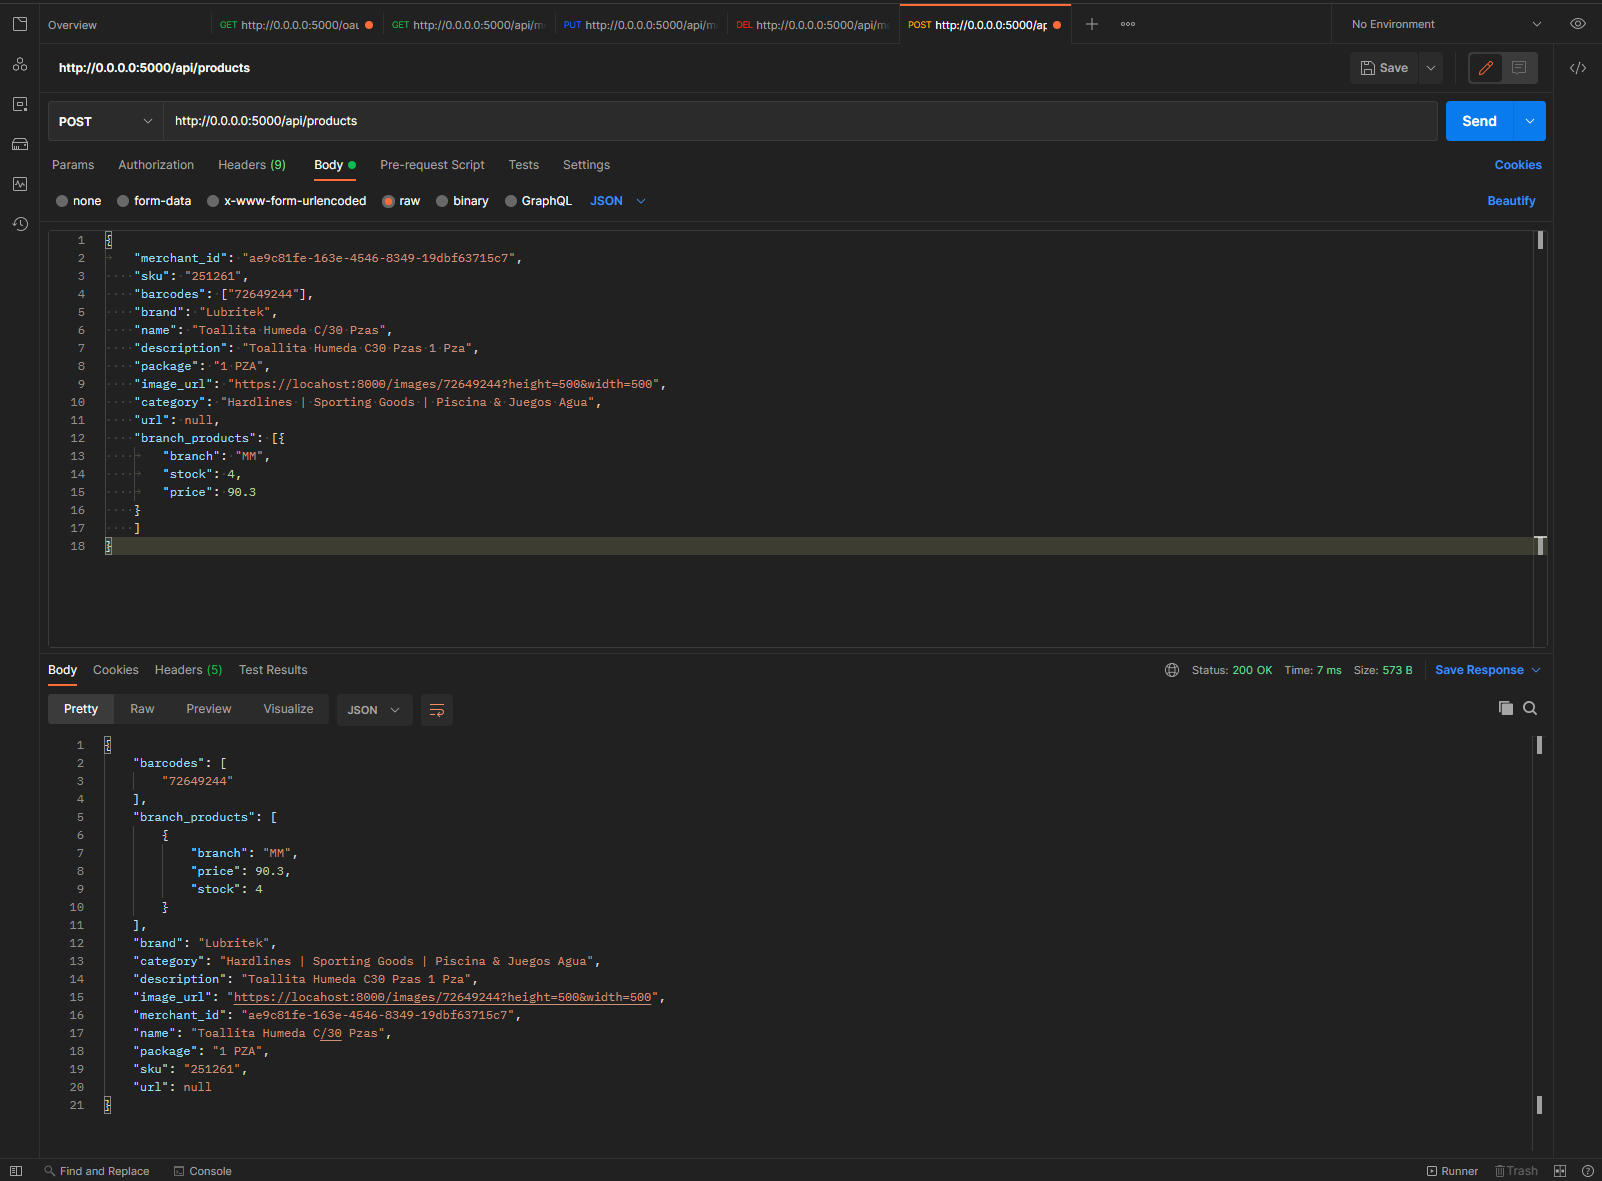 Overview
GET http://0.0.0.0:5000/oau
GET http://0.0.0.0:5000/api/m
PUT http://0.0.0.0:5000/api/m
DEL http://0.0.0.0:5000/api/m
POST http://0.0.0.0:5000/ap
No Environment
http://0.0.0.0:5000/api/products
Save
POST
http://0.0.0.0:5000/api/products
Send
Params Authorization Headers (9) Body Pre-request Script Tests Settings
Cookies
none form-data x-www-form-urlencoded raw binary GraphQL JSON
Beautify
1 {
2 "merchant_id": "ae9c81fe-163e-4546-8349-19dbf63715c7",
3 "sku": "251261",
4 "barcodes": ["72649244"],
5 "brand": "Lubritek",
6 "name": "Toallita Humeda C/30 Pzas",
7 "description": "Toallita Humeda C30 Pzas 1 Pza",
8 "package": "1 PZA",
9 "image_url": "https://locahost:8000/images/72649244?height=500&width=500",
10 "category": "Hardlines | Sporting Goods | Piscina & Juegos Agua",
11 "url": null,
12 "branch_products": [{
13 "branch": "MM",
14 "stock": 4,
15 "price": 90.3
16 }
17 ]
18 }
Body Cookies Headers (5) Test Results
Status: 200 OK Time: 7 ms Size: 573 B
Save Response
Pretty Raw Preview Visualize JSON
1 {
2 "barcodes": [
3 "72649244"
4 ],
5 "branch_products": [
6 {
7 "branch": "MM",
8 "price": 90.3,
9 "stock": 4
10 }
11 ],
12 "brand": "Lubritek",
13 "category": "Hardlines | Sporting Goods | Piscina & Juegos Agua",
14 "description": "Toallita Humeda C30 Pzas 1 Pza",
15 "image_url": "https://locahost:8000/images/72649244?height=500&width=500",
16 "merchant_id": "ae9c81fe-163e-4546-8349-19dbf63715c7",
17 "name": "Toallita Humeda C/30 Pzas",
18 "package": "1 PZA",
19 "sku": "251261",
20 "url": null
21 }
Find and Replace
Console
Runner
Trash